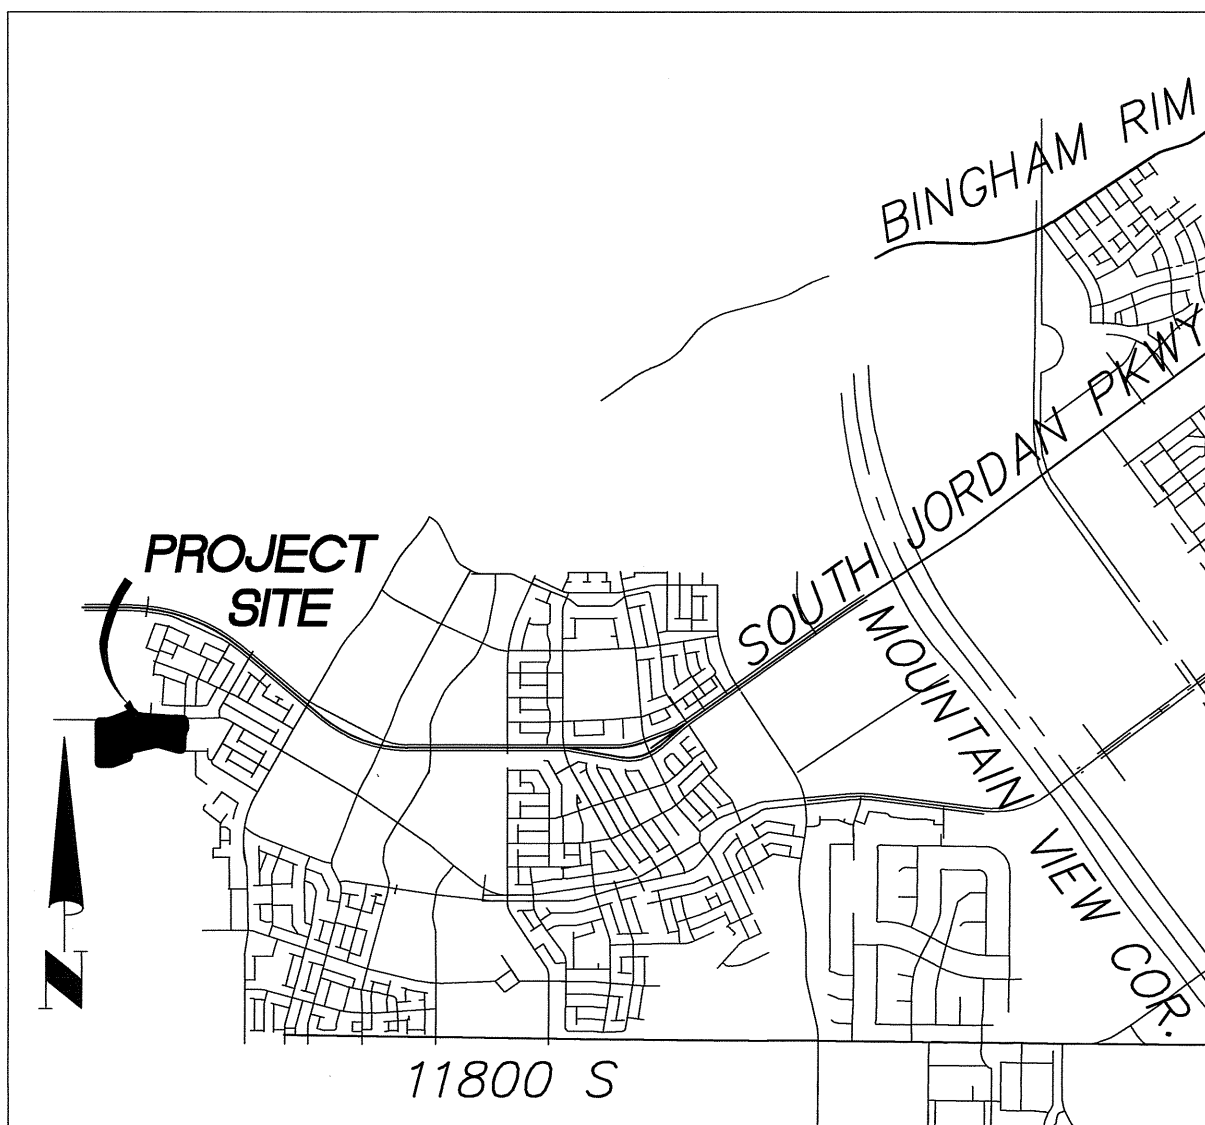 BINGHAM RIM
SOUTH JORDAN PKWY
PROJECT
SITE
MOUNTAIN VIEW COR.
N
11800 S